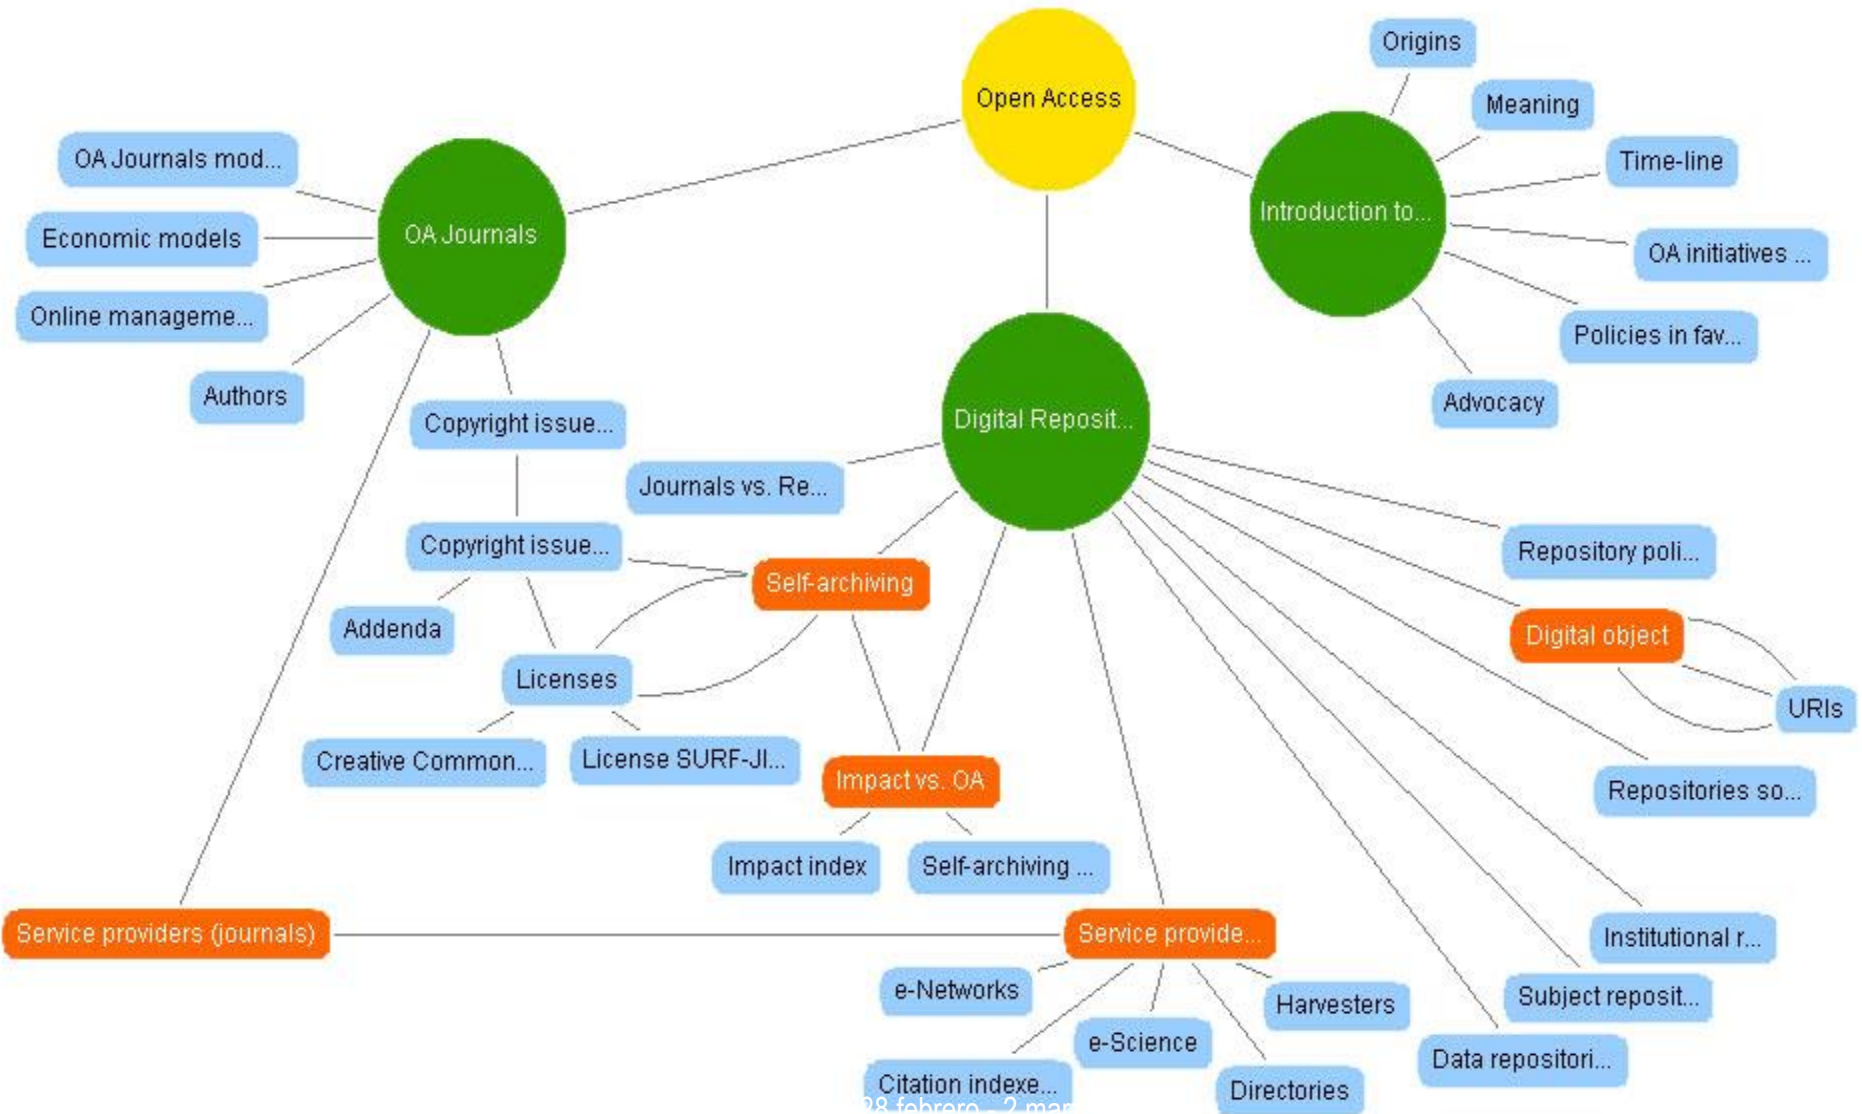 Open Access
Origins
Meaning
Time-line
Introduction to...
OA initiatives ...
Policies in fav...
Advocacy
OA Journals mod...
OA Journals
Economic models
Online manageme...
Authors
Copyright issue...
Digital Reposit...
Journals vs. Re...
Copyright issue...
Self-archiving
Addenda
Licenses
Creative Common...
License SURF-JI...
Impact vs. OA
Impact index
Self-archiving ...
Repository poli...
Digital object
URIs
Repositories so...
Service providers (journals)
Service provide...
Institutional r...
e-Networks
Harvesters
Subject reposit...
e-Science
Data repositori...
Citation indexe...
Directories
28 febrero - 2